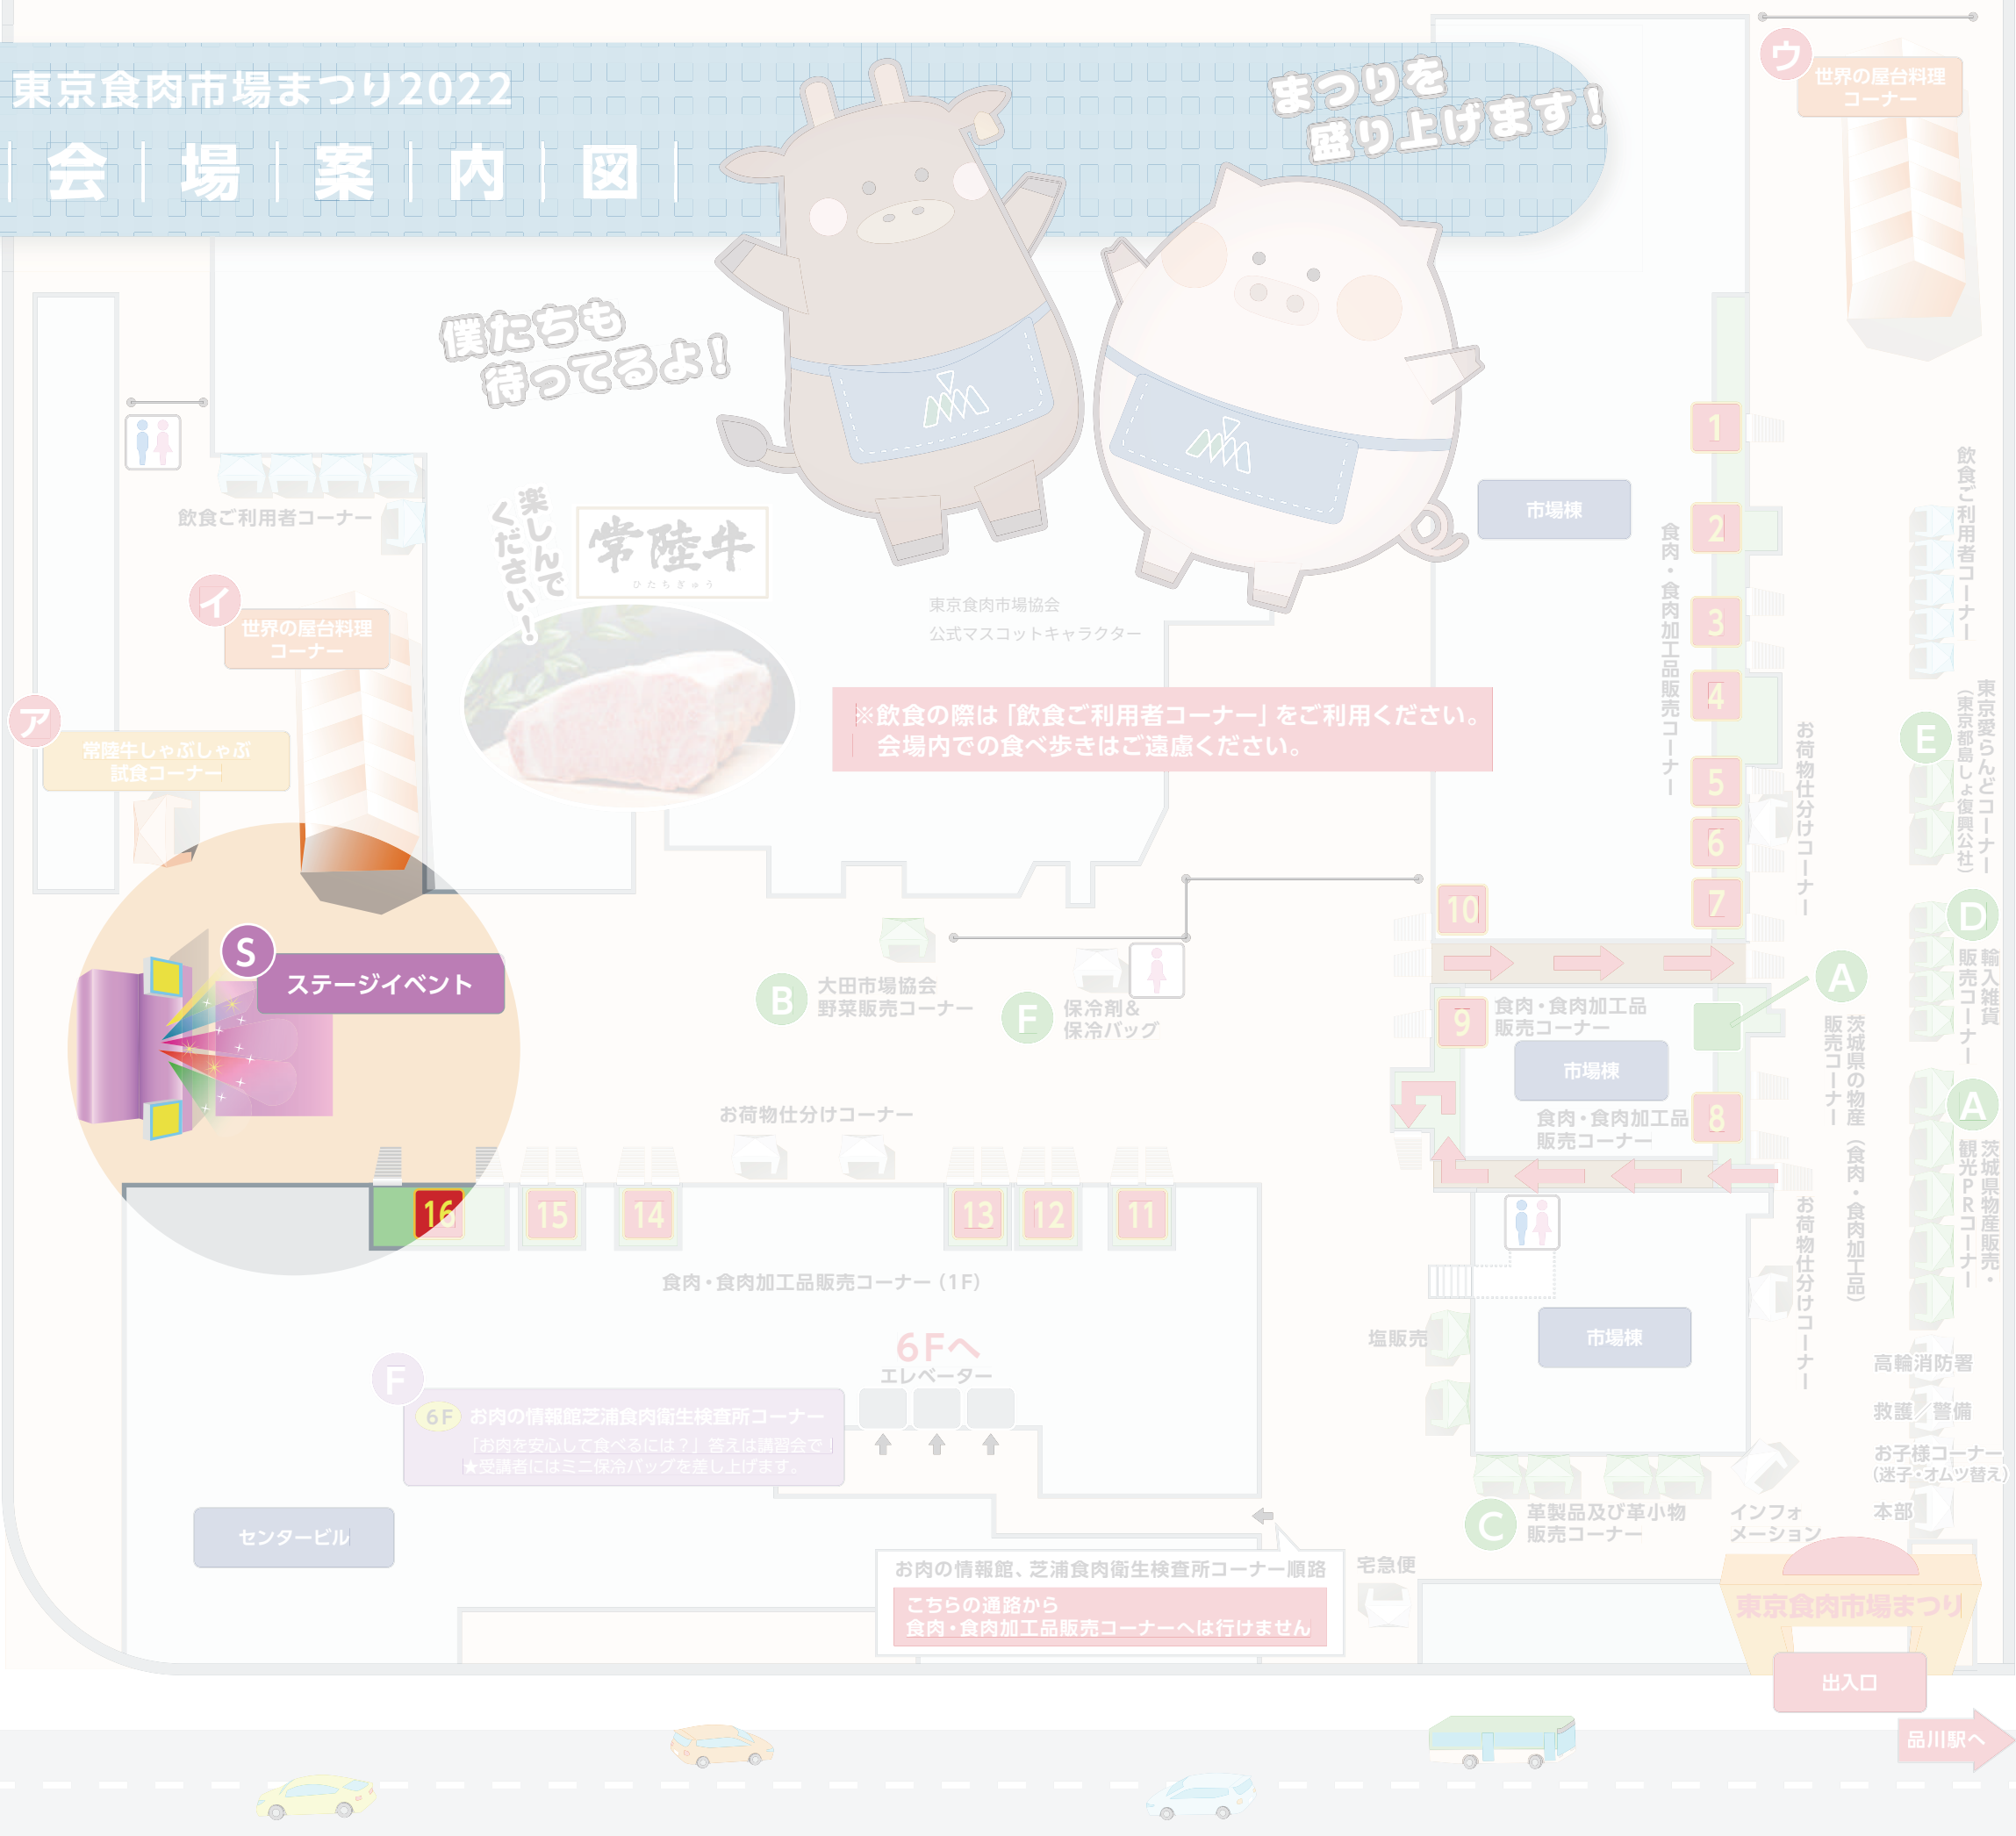 東京食肉市場まつり2022
会場案内図
まつりを
盛り上げます!
僕たちも
待ってるよ!
楽しんで
ください!
常陸牛
ひたちぎゅう
東京食肉市場協会
公式マスコットキャラクター
※飲食の際は「飲食ご利用者コーナー」をご利用ください。
会場内での食べ歩きはご遠慮ください。
ウ
世界の屋台料理
コーナー
飲食ご利用者コーナー
イ
世界の屋台料理
コーナー
ア
常陸牛しゃぶしゃぶ
試食コーナー
S
ステージイベント
市場棟
食肉・食肉加工品販売コーナー
1
2
3
4
5
6
7
お荷物仕分けコーナー
飲食ご利用者コーナー
E
東京愛らんどコーナー
(東京都島しょ復興公社)
D
輸入雑貨
販売コーナー
10
9
食肉・食肉加工品
販売コーナー
市場棟
食肉・食肉加工品
販売コーナー
8
A
茨城県の物産(食肉・食肉加工品)
販売コーナー
A
茨城県物産販売・
観光PRコーナー
B
大田市場協会
野菜販売コーナー
F
保冷剤&
保冷バッグ
お荷物仕分けコーナー
16
15
14
13
12
11
食肉・食肉加工品販売コーナー(1F)
6Fへ
エレベーター
F
6F お肉の情報館芝浦食肉衛生検査所コーナー
「お肉を安心して食べるには?」答えは講習会で!
★受講者にはミニ保冷バッグを差し上げます。
センタービル
お肉の情報館、芝浦食肉衛生検査所コーナー順路
こちらの通路から
食肉・食肉加工品販売コーナーへは行けません
宅急便
塩販売
市場棟
お荷物仕分けコーナー
C
革製品及び革小物
販売コーナー
インフォ
メーション
高輪消防署
救護/警備
お子様コーナー
(迷子・オムツ替え)
本部
東京食肉市場まつり
出入口
品川駅へ